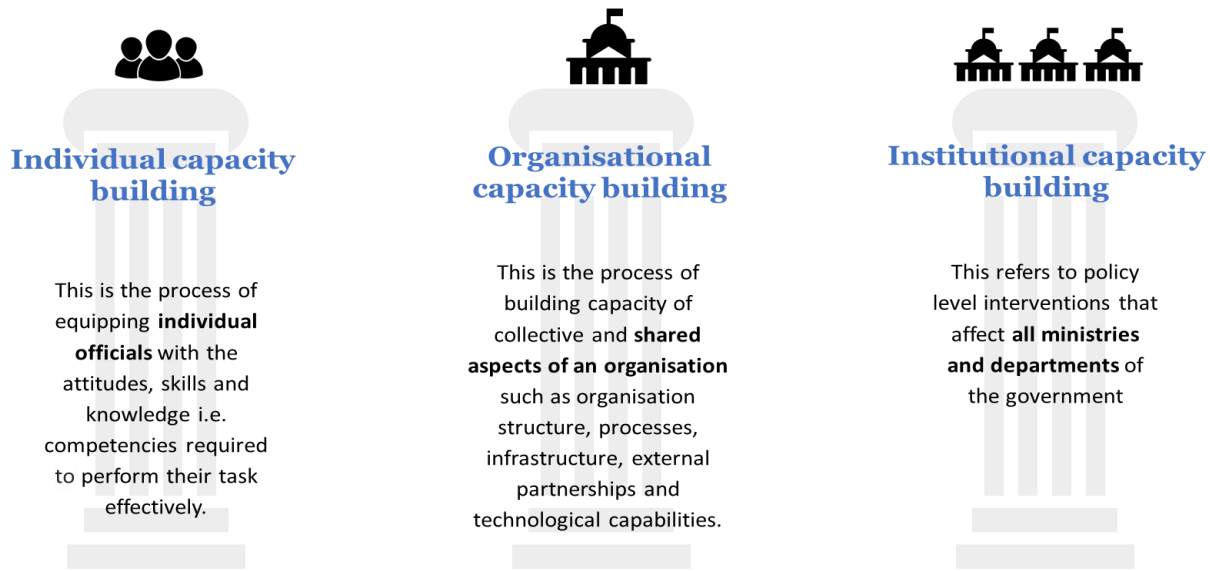 Individual capacity
building
This is the process of
equipping individual
officials with the
attitudes, skills and
knowledge i.e.
competencies required
to perform their task
effectively.
Organisational
capacity building
This is the process of
building capacity of
collective and shared
aspects of an organisation
such as organisation
structure, processes,
infrastructure, external
partnerships and
technological capabilities.
Institutional capacity
building
This refers to policy
level interventions that
affect all ministries
and departments of
the government